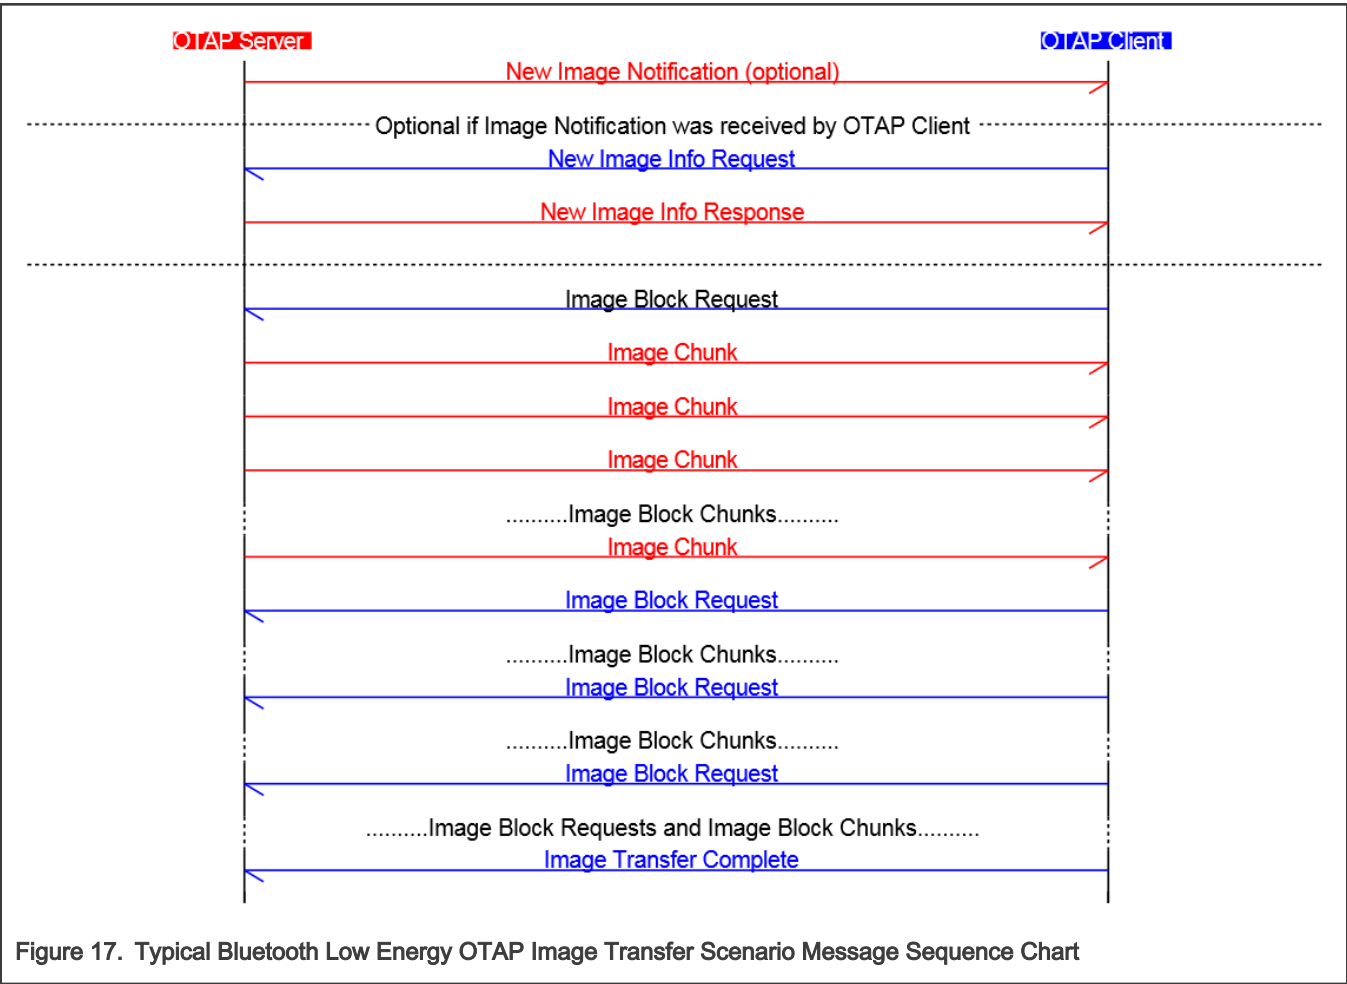 OTAP Server OTAP Client
New Image Notification (optional)
Optional if Image Notification was received by OTAP Client
New Image Info Request
New Image Info Response
Image Block Request
Image Chunk
Image Chunk
Image Chunk
..........Image Block Chunks..........
Image Chunk
Image Block Request
..........Image Block Chunks..........
Image Block Request
..........Image Block Chunks..........
Image Block Request
..........Image Block Requests and Image Block Chunks..........
Image Transfer Complete
Figure 17. Typical Bluetooth Low Energy OTAP Image Transfer Scenario Message Sequence Chart